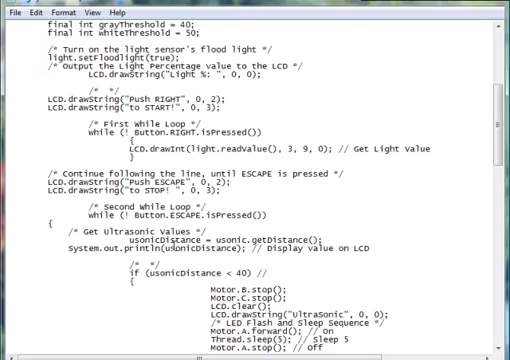 File Edit Format View Help
final int grayThreshold = 40;
final int whiteThreshold = 50;
/* Turn on the light sensor's flood light */
light.setFloodlight(true);
/* Output the Light Percentage value to the LCD */
LCD.drawString("Light %: ", 0, 0);
/* */
LCD.drawString("Push RIGHT", 0, 2);
LCD.drawString("to START!", 0, 3);
/* First While Loop */
while (! Button.RIGHT.isPressed())
{
LCD.drawInt(light.readValue(), 3, 9, 0); // Get Light Value
}
/* Continue following the line, until ESCAPE is pressed */
LCD.drawString("Push ESCAPE", 0, 2);
LCD.drawString("to STOP! ", 0, 3);
/* Second While Loop */
while (! Button.ESCAPE.isPressed())
{
/* Get Ultrasonic Values */
usonicDistance = usonic.getDistance();
System.out.println(usonicDistance); // Display value on LCD
/* */
if (usonicDistance < 40) //
{
Motor.B.stop();
Motor.C.stop();
LCD.clear();
LCD.drawString("UltraSonic", 0, 0);
/* LED Flash and Sleep Sequence */
Motor.A.forward(); // On
Thread.sleep(5); // Sleep 5
Motor.A.stop(); // Off